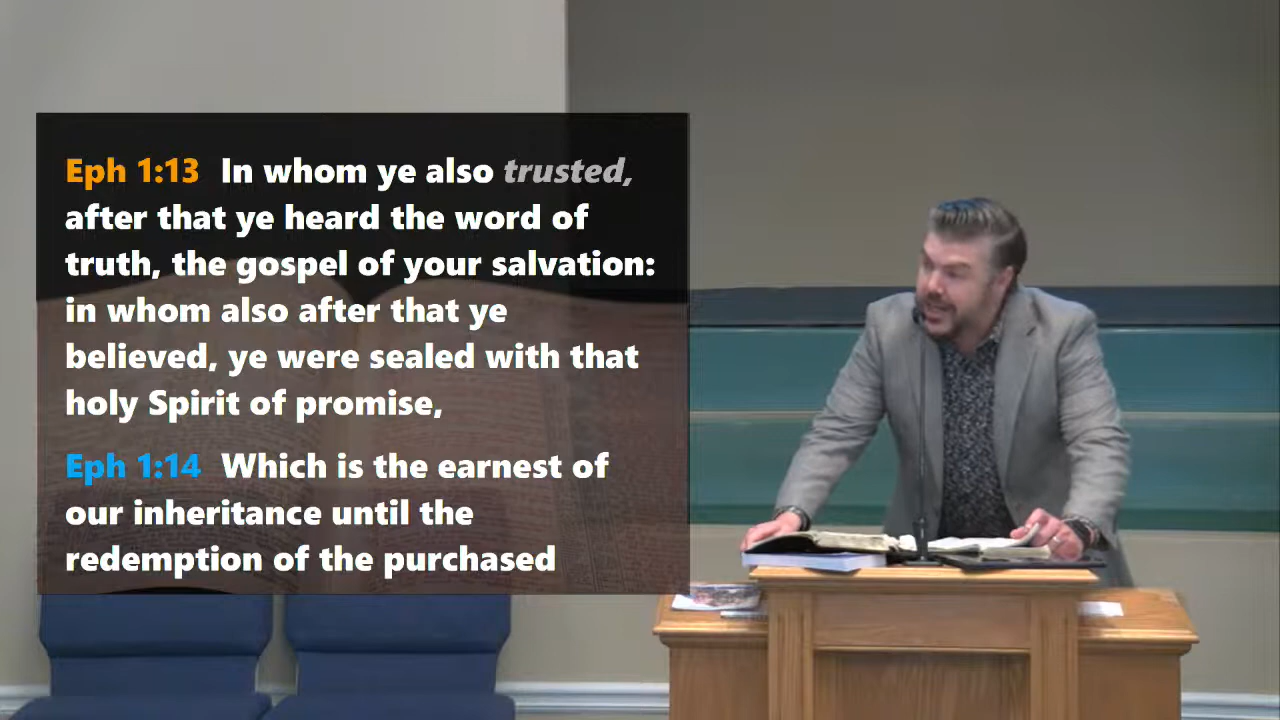 Eph 1:13 In whom ye also trusted,
after that ye heard the word of
truth, the gospel of your salvation:
in whom also after that ye
believed, ye were sealed with that
holy Spirit of promise,
Eph 1:14 Which is the earnest of
our inheritance until the
redemption of the purchased